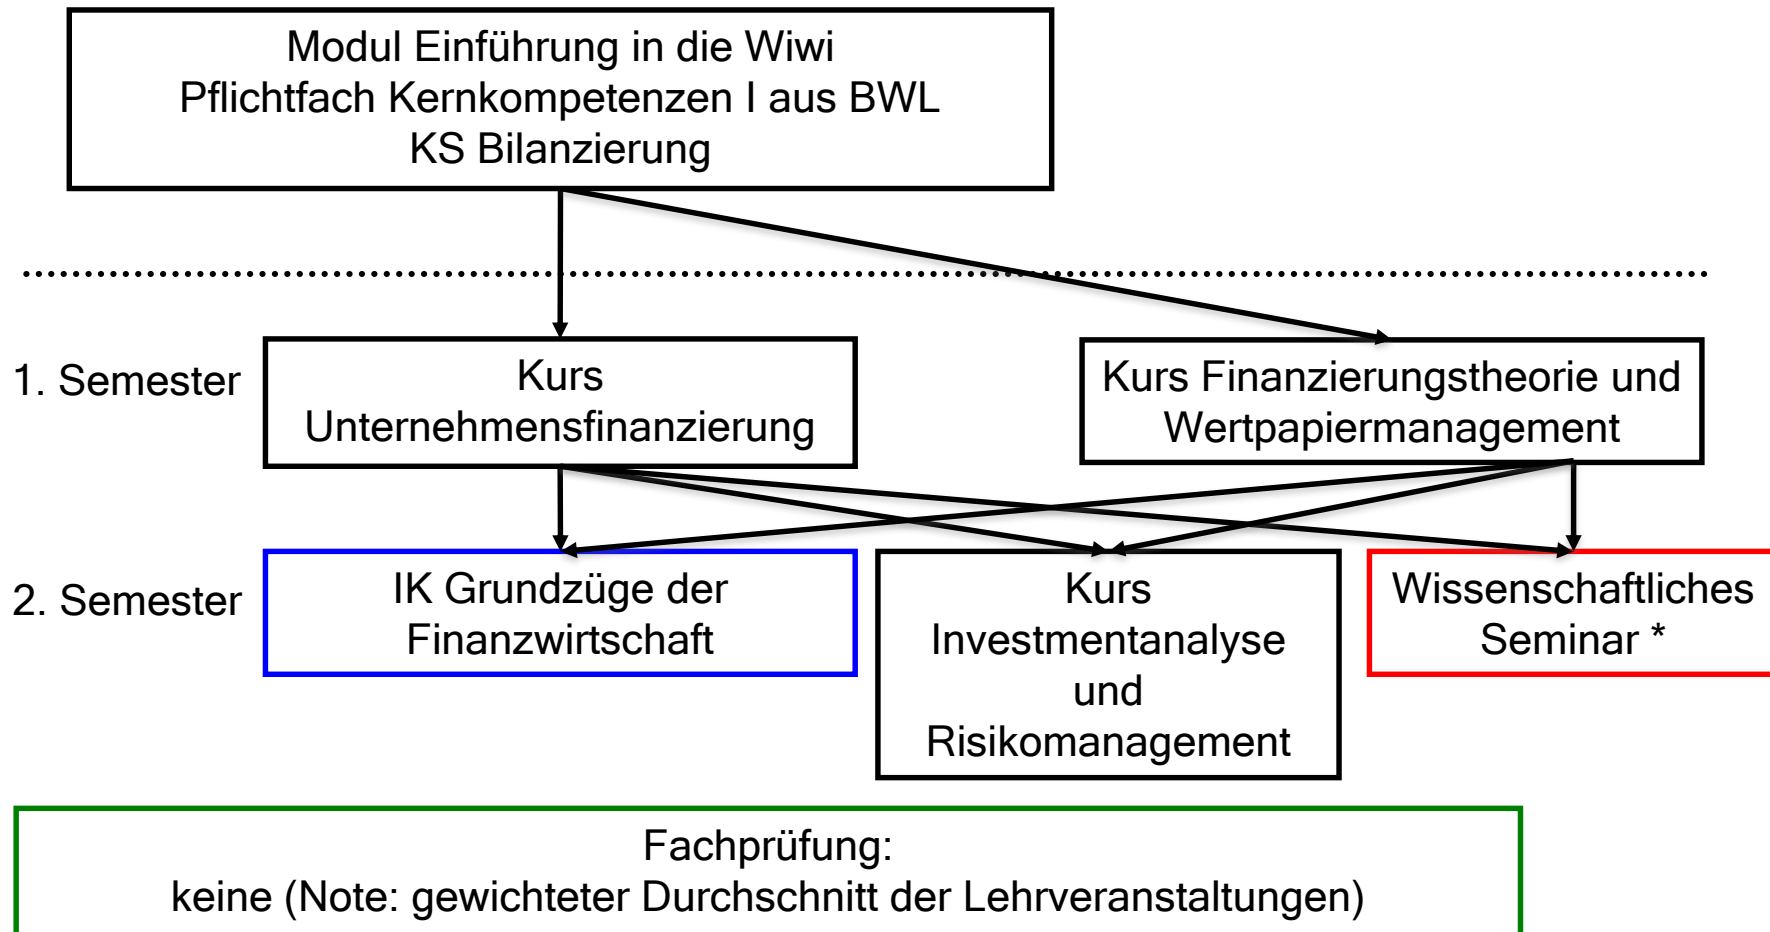 Modul Einführung in die Wiwi
Pflichtfach Kernkompetenzen I aus BWL
KS Bilanzierung
1. Semester
Kurs
Unternehmensfinanzierung
Kurs Finanzierungstheorie und
Wertpapiermanagement
2. Semester
IK Grundzüge der
Finanzwirtschaft
Kurs
Investmentanalyse
und
Risikomanagement
Wissenschaftliches
Seminar *
Fachprüfung:
keine (Note: gewichteter Durchschnitt der Lehrveranstaltungen)